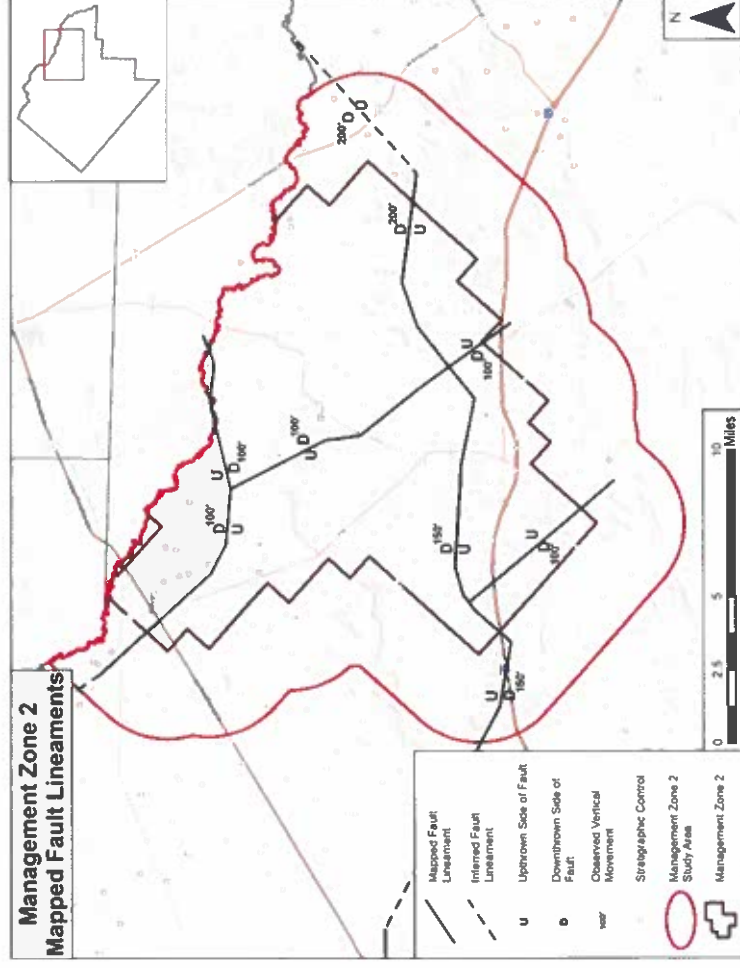 Management Zone 2
Mapped Fault Lineaments
N
200' D
U
200'
D
U
U
D 100'
100'
D
U
100'
D
U
U
D
100'
150'
D
U
U
D
100'
U
D
150'
Mapped Fault
Lineament
Inferred Fault
Lineament
U
Upthrown Side of Fault
D
Downthrown Side of
Fault
100'
Observed Vertical
Movement
Stratigraphic Control
Management Zone 2
Study Area
Management Zone 2
0 2.5 5 10
Miles